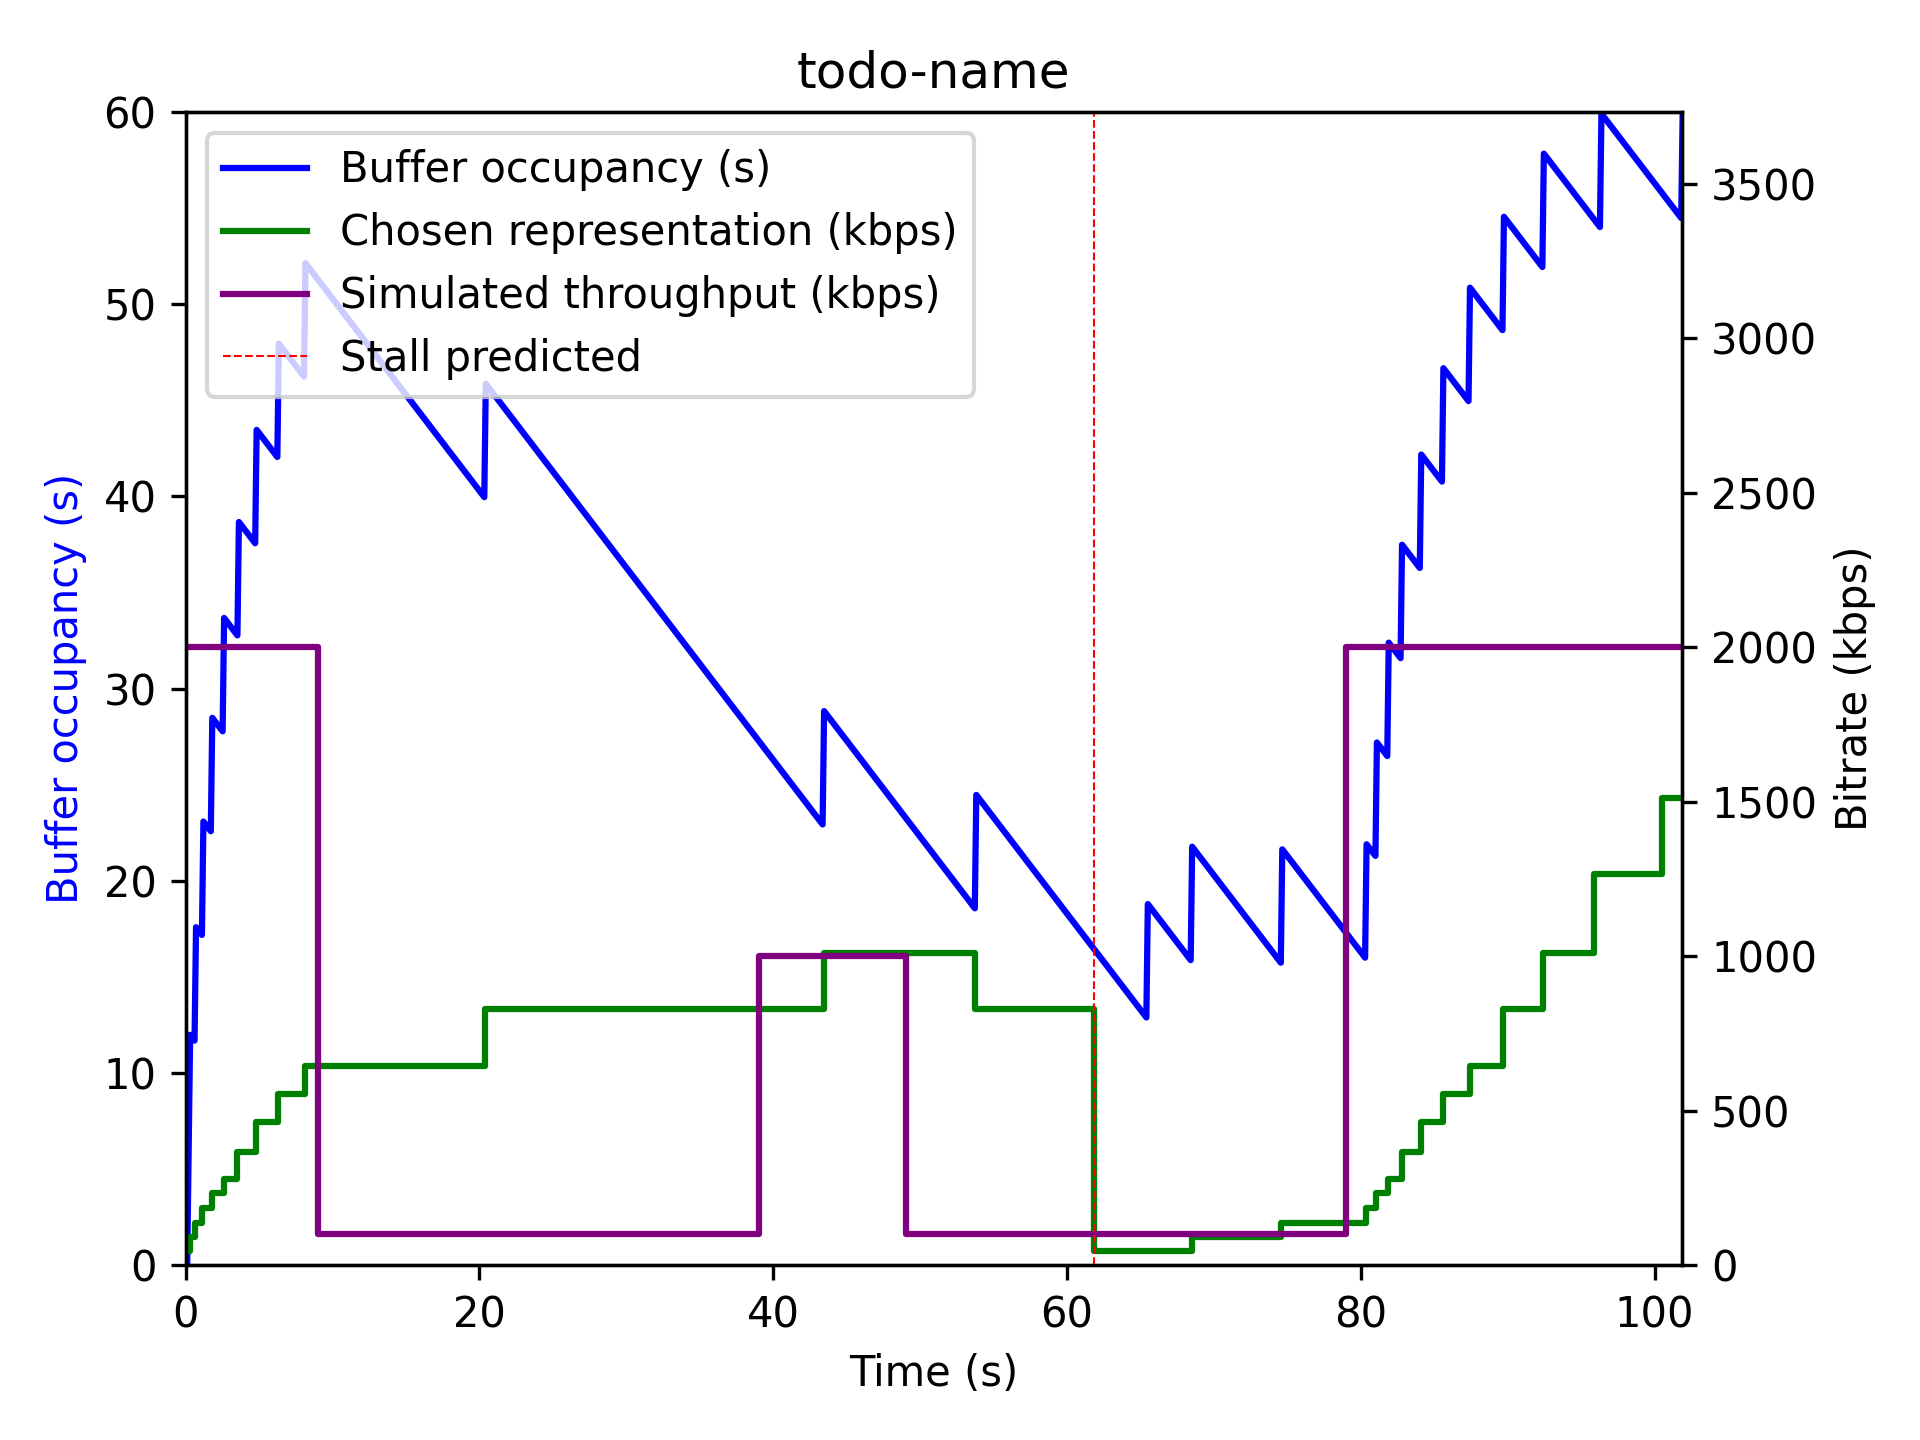 todo-name
Buffer occupancy (s)
Chosen representation (kbps)
Simulated throughput (kbps)
Stall predicted
60
50
40
30
20
10
0
Buffer occupancy (s)
3500
3000
2500
2000
1500
1000
500
0
Bitrate (kbps)
0 20 40 60 80 100
Time (s)